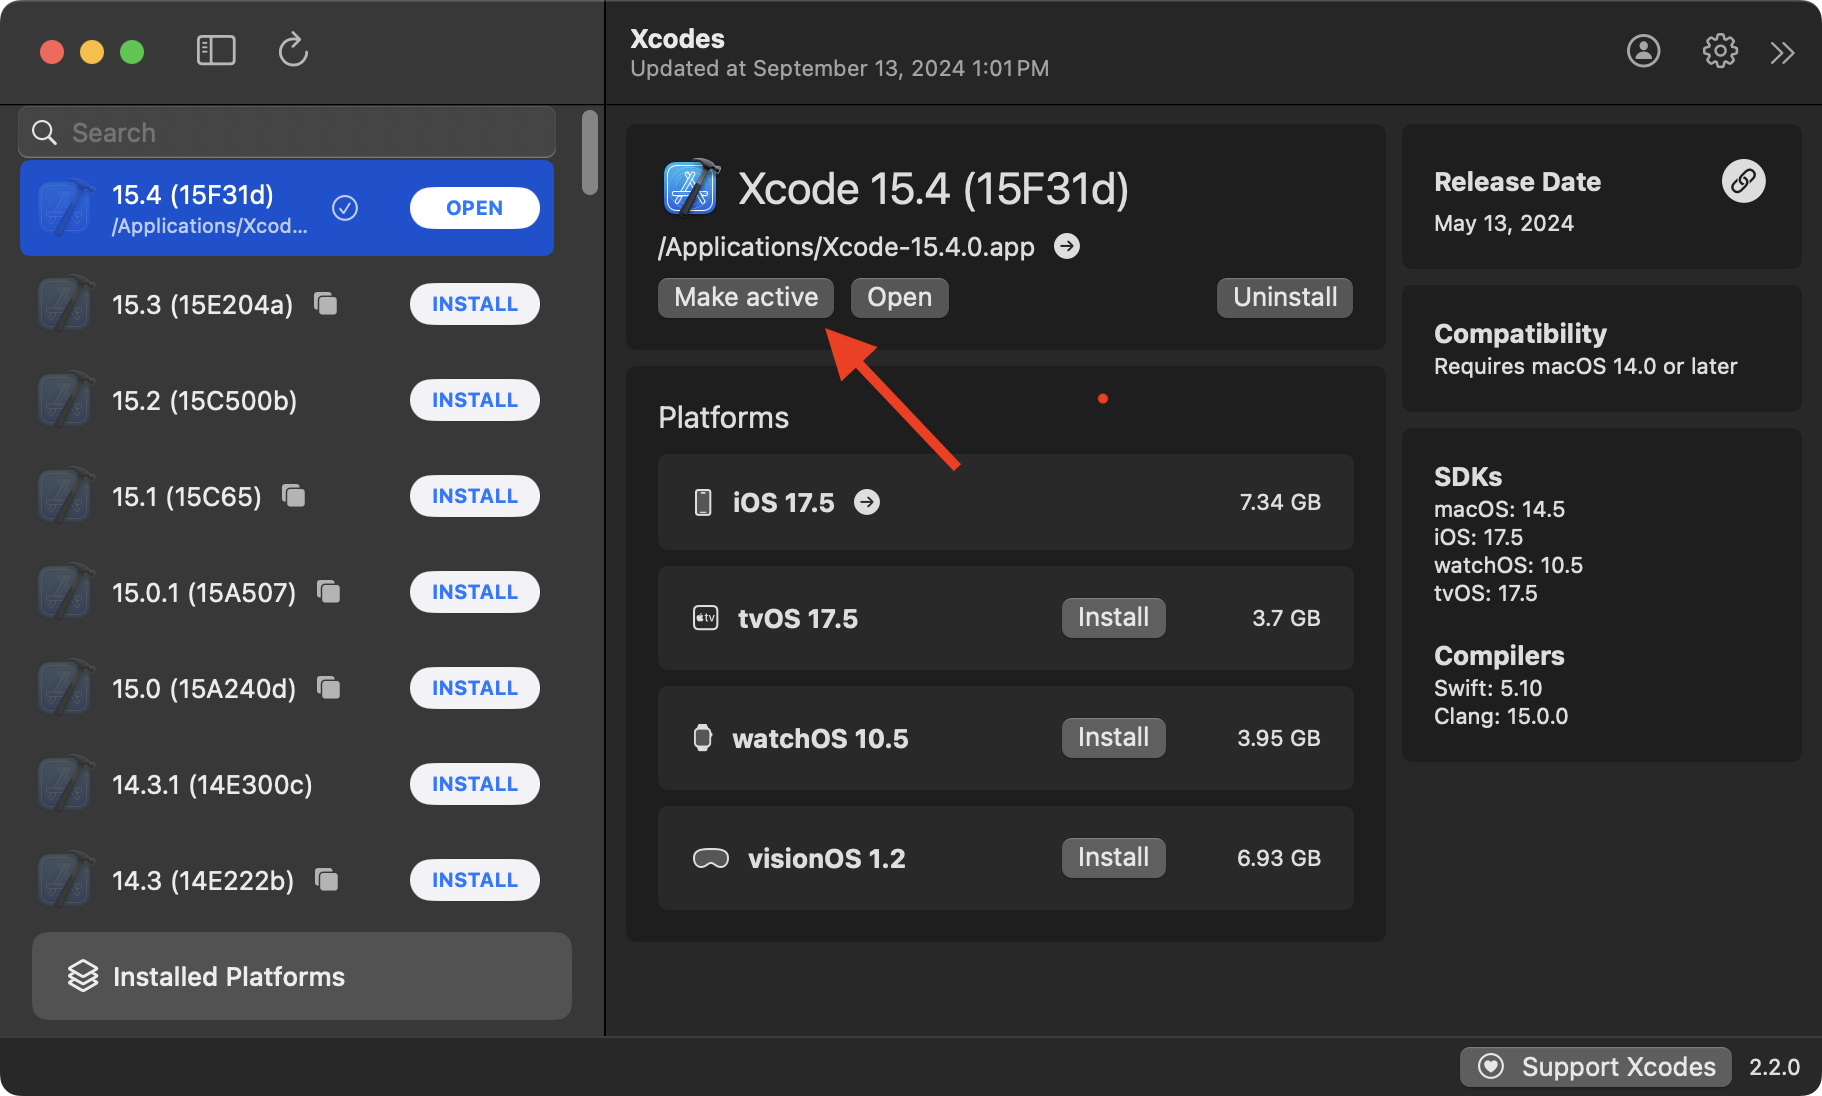 Xcodes
Updated at September 13, 2024 1:01 PM
Search
15.4 (15F31d)
/Applications/Xcod...
OPEN
15.3 (15E204a)
INSTALL
15.2 (15C500b)
INSTALL
15.1 (15C65)
INSTALL
15.0.1 (15A507)
INSTALL
15.0 (15A240d)
INSTALL
14.3.1 (14E300c)
INSTALL
14.3 (14E222b)
INSTALL
Installed Platforms
Xcode 15.4 (15F31d)
/Applications/Xcode-15.4.0.app
Make active Open Uninstall
Platforms
iOS 17.5 7.34 GB
tv
tvOS 17.5 Install 3.7 GB
watchOS 10.5 Install 3.95 GB
visionOS 1.2 Install 6.93 GB
Release Date
May 13, 2024
Compatibility
Requires macOS 14.0 or later
SDKs
macOS: 14.5
iOS: 17.5
watchOS: 10.5
tvOS: 17.5
Compilers
Swift: 5.10
Clang: 15.0.0
Support Xcodes 2.2.0